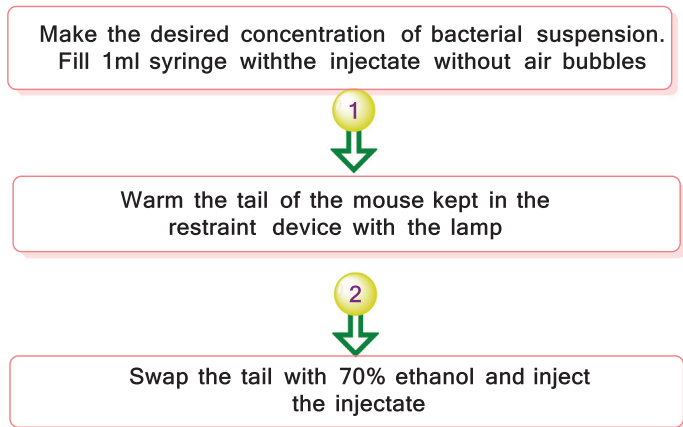 Make the desired concentration of bacterial suspension.
Fill 1ml syringe withthe injectate without air bubbles
1
Warm the tail of the mouse kept in the
restraint device with the lamp
2
Swap the tail with 70% ethanol and inject
the injectate